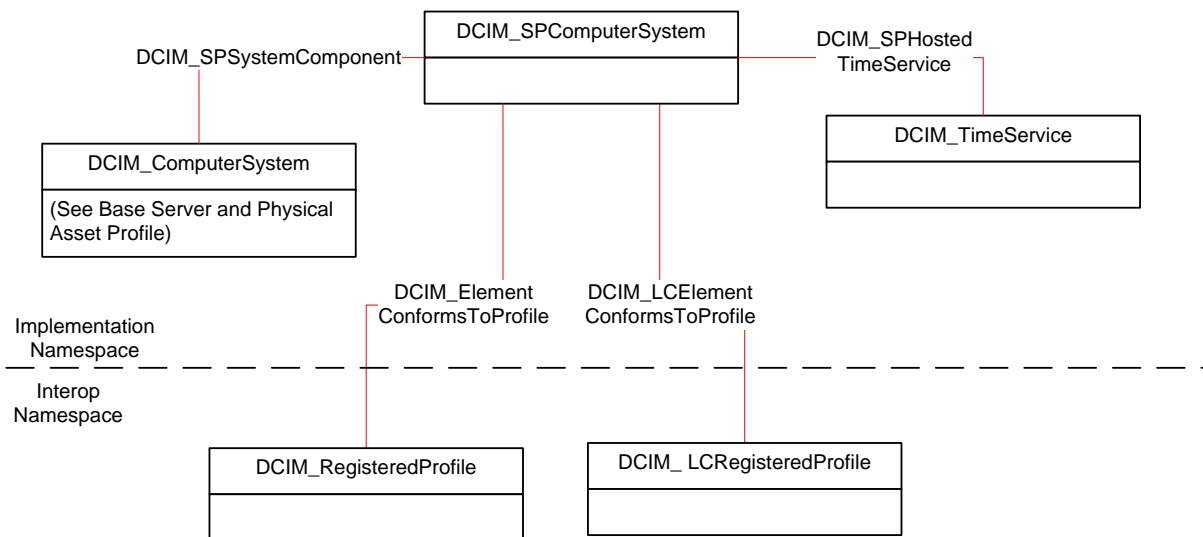 DCIM_SPComputerSystem
DCIM_SPSystemComponent
DCIM_SPHosted
TimeService
DCIM_ComputerSystem
(See Base Server and Physical
Asset Profile)
DCIM_TimeService
DCIM_Element
ConformsToProfile
DCIM_LCElement
ConformsToProfile
Implementation
Namespace
Interop
Namespace
DCIM_RegisteredProfile
DCIM_ LCRegisteredProfile